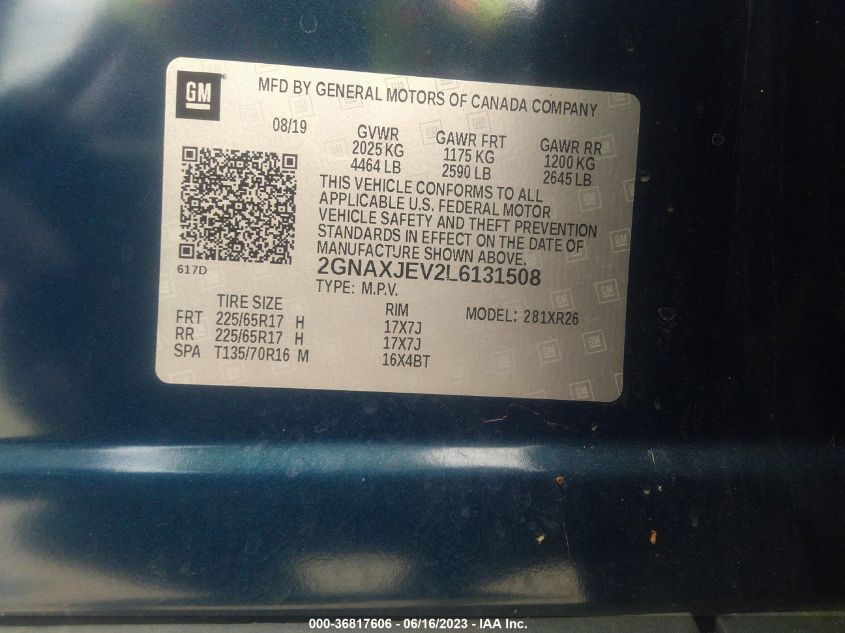 GM
MFD BY GENERAL MOTORS OF CANADA COMPANY
08/19
GVWR
2025 KG
4464 LB
GAWR FRT
1175 KG
2590 LB
GAWR RR
1200 KG
2645 LB
THIS VEHICLE CONFORMS TO ALL
APPLICABLE U.S. FEDERAL MOTOR
VEHICLE SAFETY AND THEFT PREVENTION
STANDARDS IN EFFECT ON THE DATE OF
MANUFACTURE SHOWN ABOVE.
617D
2GNAXJEV2L6131508
TYPE: M.P.V.
TIRE SIZE
RIM
MODEL: 281XR26
FRT 225/65R17 H 17X7J
RR 225/65R17 H 17X7J
SPA T135/70R16 M 16X4BT
000-36817606 - 06/16/2023 - IAA Inc.